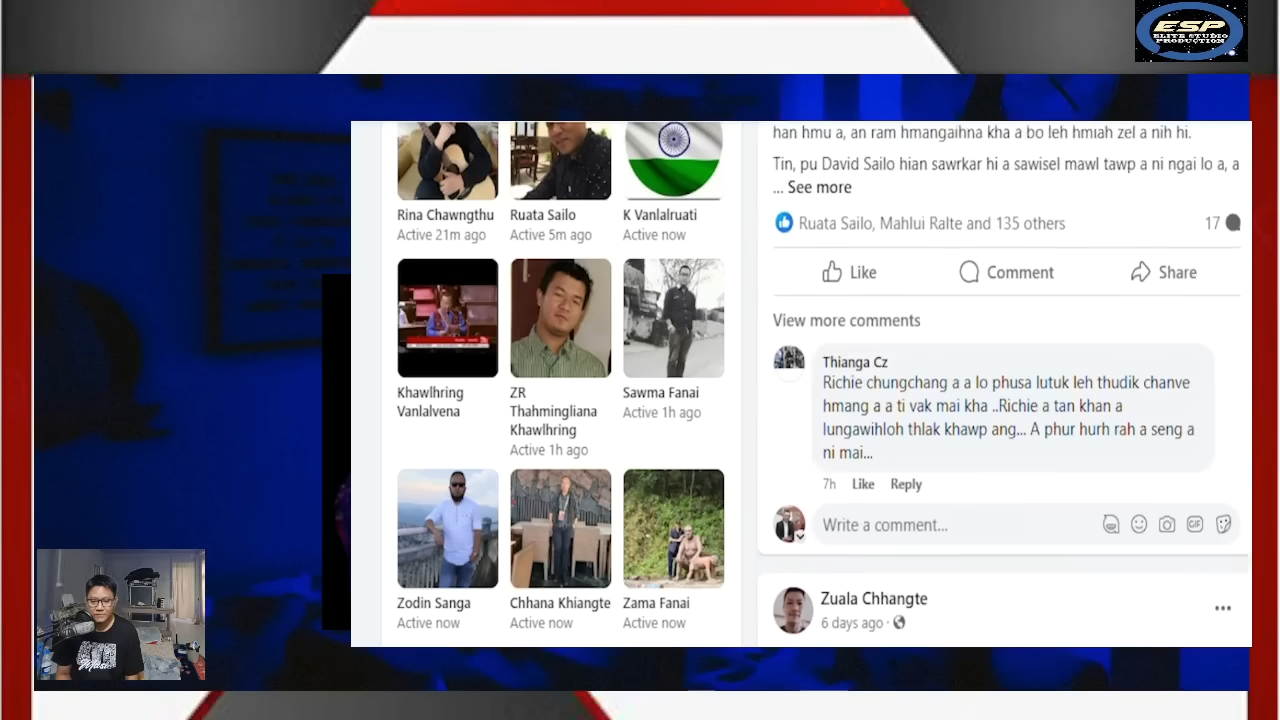 ESP
ELITE STUDIO
PRODUCTION
Rina Chawngthu
Active 21m ago
Ruata Sailo
Active 5m ago
K Vanlalruati
Active now
Khawlhring
Vanlalvena
ZR
Thahmingliana
Khawlhring
Active 1h ago
Sawma Fanai
Active 1h ago
Zodin Sanga
Active now
Chhana Khiangte
Active now
Zama Fanai
Active now
han hmu a, an ram hmangaihna kha a bo leh hmiah zel a nih hi.
Tin, pu David Sailo hian sawrkar hi a sawisel mawl tawp a ni ngai lo a, a
... See more
Ruata Sailo, Mahlui Ralte and 135 others
17
Like
Comment
Share
View more comments
Thianga Cz
Richie chungchang a a lo phusa lutuk leh thudik chanve
hmang a a ti vak mai kha ..Richie a tan khan a
lungawihloh thlak khawp ang... A phur hurh rah a seng a
ni mai...
7h Like Reply
Write a comment...
GIF
Zuala Chhangte
6 days ago ·